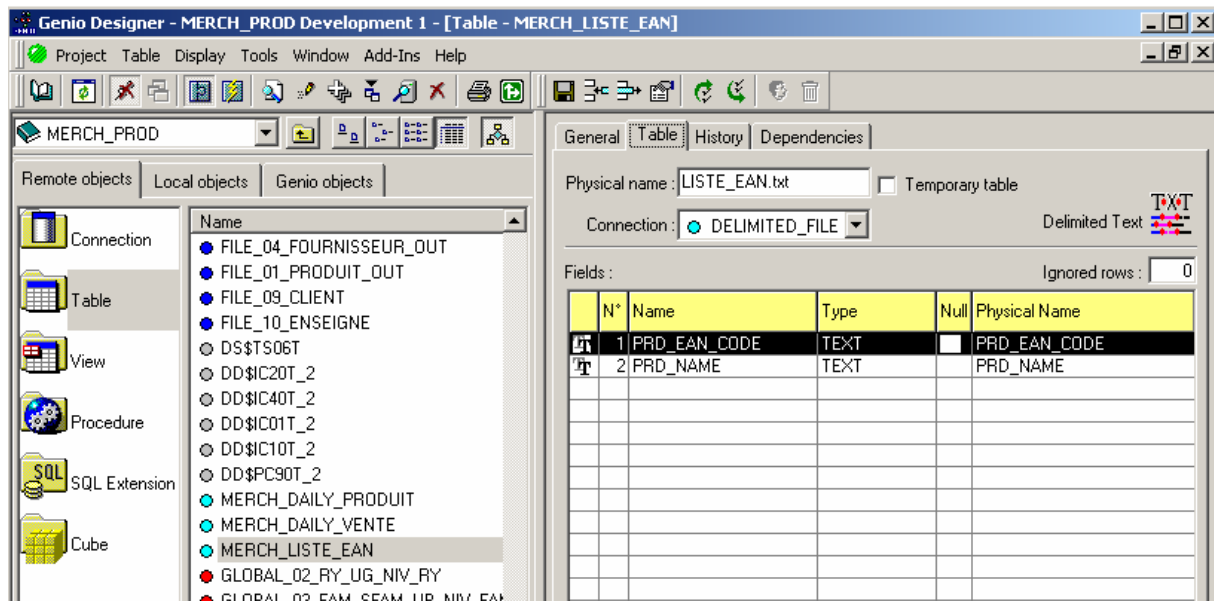 Genio Designer - MERCH_PROD Development 1 - [Table - MERCH_LISTE_EAN]
Project Table Display Tools Window Add-Ins Help
MERCH_PROD
Remote objects Local objects Genio objects
Connection
Table
View
Procedure
SQL
SQL Extension
Cube
Name
FILE_04_FOURNISSEUR_OUT
FILE_01_PRODUIT_OUT
FILE_09_CLIENT
FILE_10_ENSEIGNE
DS$TS06T
DD$IC20T_2
DD$IC40T_2
DD$IC01T_2
DD$IC10T_2
DD$PC90T_2
MERCH_DAILY_PRODUIT
MERCH_DAILY_VENTE
MERCH_LISTE_EAN
GLOBAL_02_RY_UG_NIV_RY
General Table History Dependencies
Physical name : LISTE_EAN.txt Temporary table
Connection : DELIMITED_FILE Delimited Text TXT
Fields : Ignored rows : 0
N° Name Type Null Physical Name
1 PRD_EAN_CODE TEXT PRD_EAN_CODE
2 PRD_NAME TEXT PRD_NAME